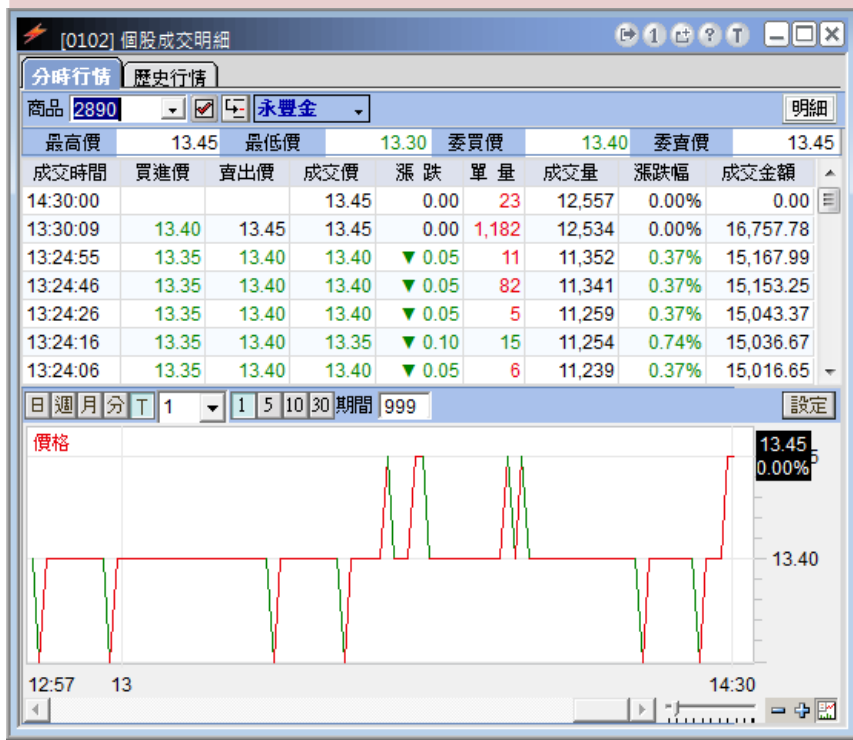 [0102] 個股成交明細
分時行情 歷史行情
商品 2890 永豐金 明細
最高價 13.45 最低價 13.30 委買價 13.40 委賣價 13.45
成交時間 買進價 賣出價 成交價 漲 跌 單 量 成交量 漲跌幅 成交金額
14:30:00 13.45 0.00 23 12,557 0.00% 0.00
13:30:09 13.40 13.45 13.45 0.00 1,182 12,534 0.00% 16,757.78
13:24:55 13.35 13.40 13.40 ▼ 0.05 11 11,352 0.37% 15,167.99
13:24:46 13.35 13.40 13.40 ▼ 0.05 82 11,341 0.37% 15,153.25
13:24:26 13.35 13.40 13.40 ▼ 0.05 5 11,259 0.37% 15,043.37
13:24:16 13.35 13.40 13.35 ▼ 0.10 15 11,254 0.74% 15,036.67
13:24:06 13.35 13.40 13.40 ▼ 0.05 6 11,239 0.37% 15,016.65
日 週 月 分 T 1 1 5 10 30 期間 999 設定
價格
13.45
0.00%
13.40
12:57 13 14:30